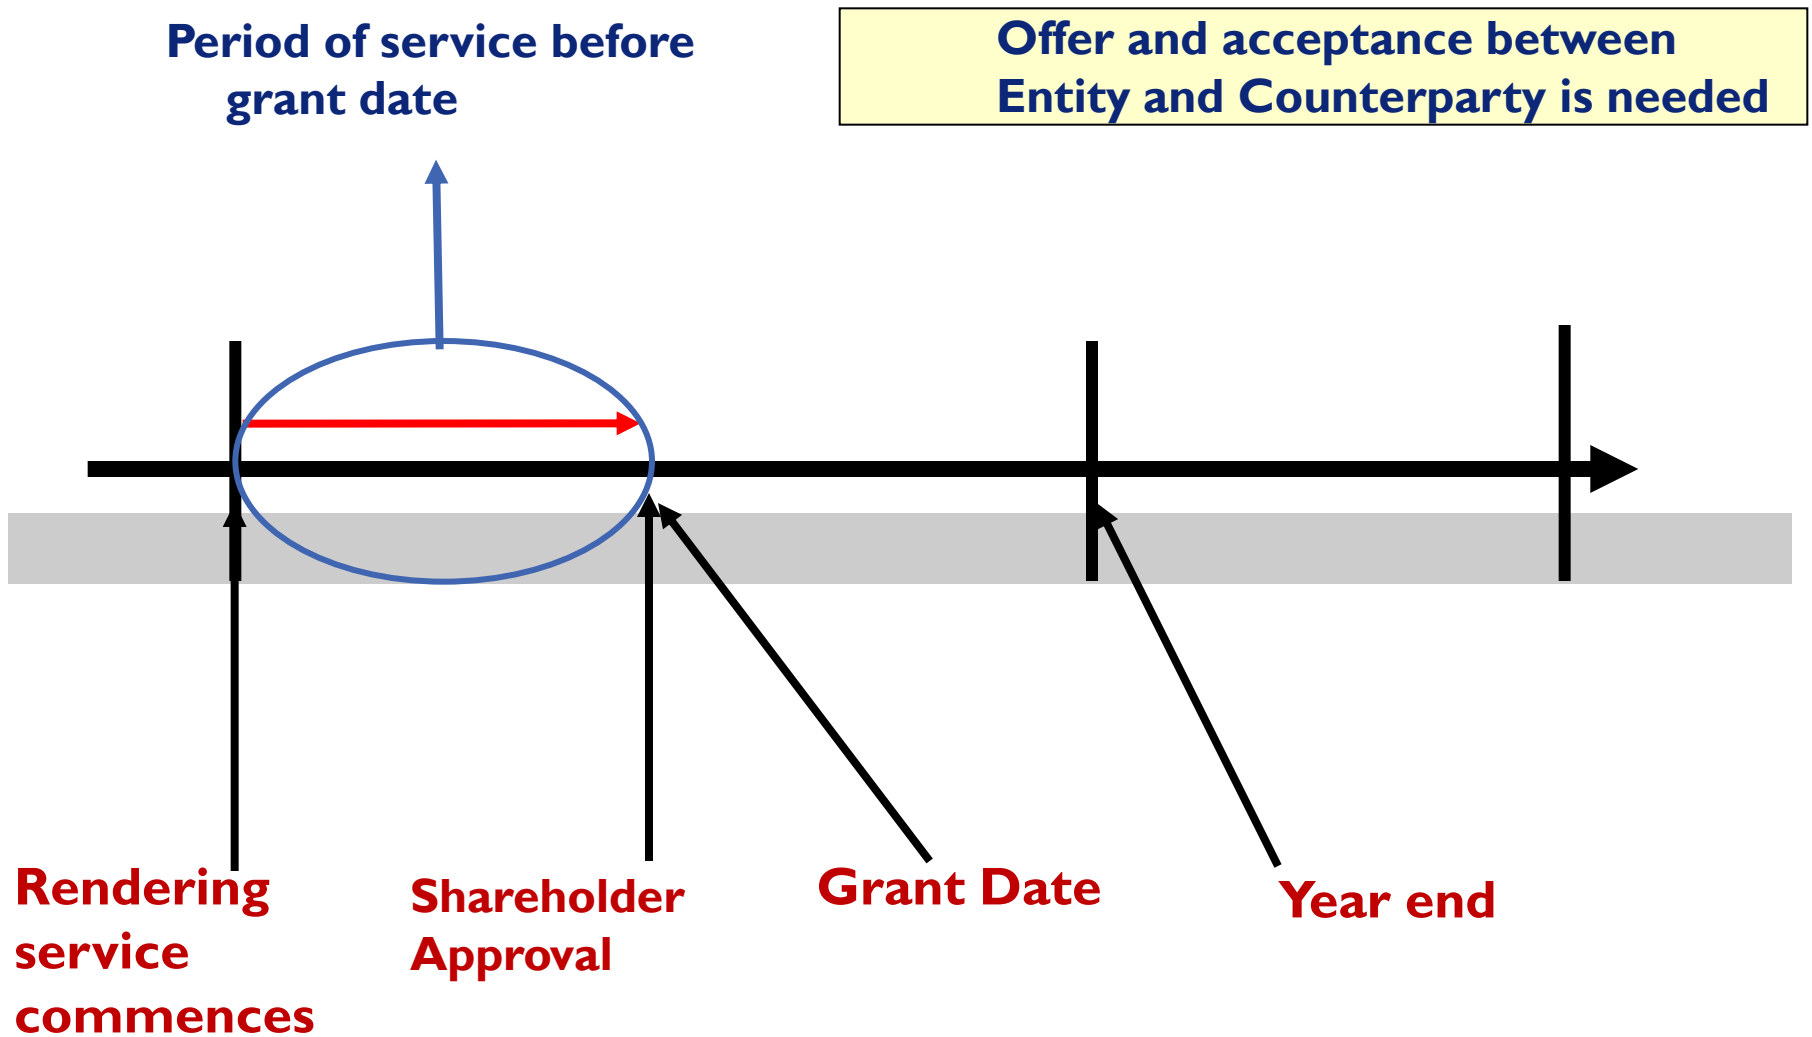 Period of service before
grant date
Offer and acceptance between
Entity and Counterparty is needed
Rendering
service
commences
Shareholder
Approval
Grant Date
Year end